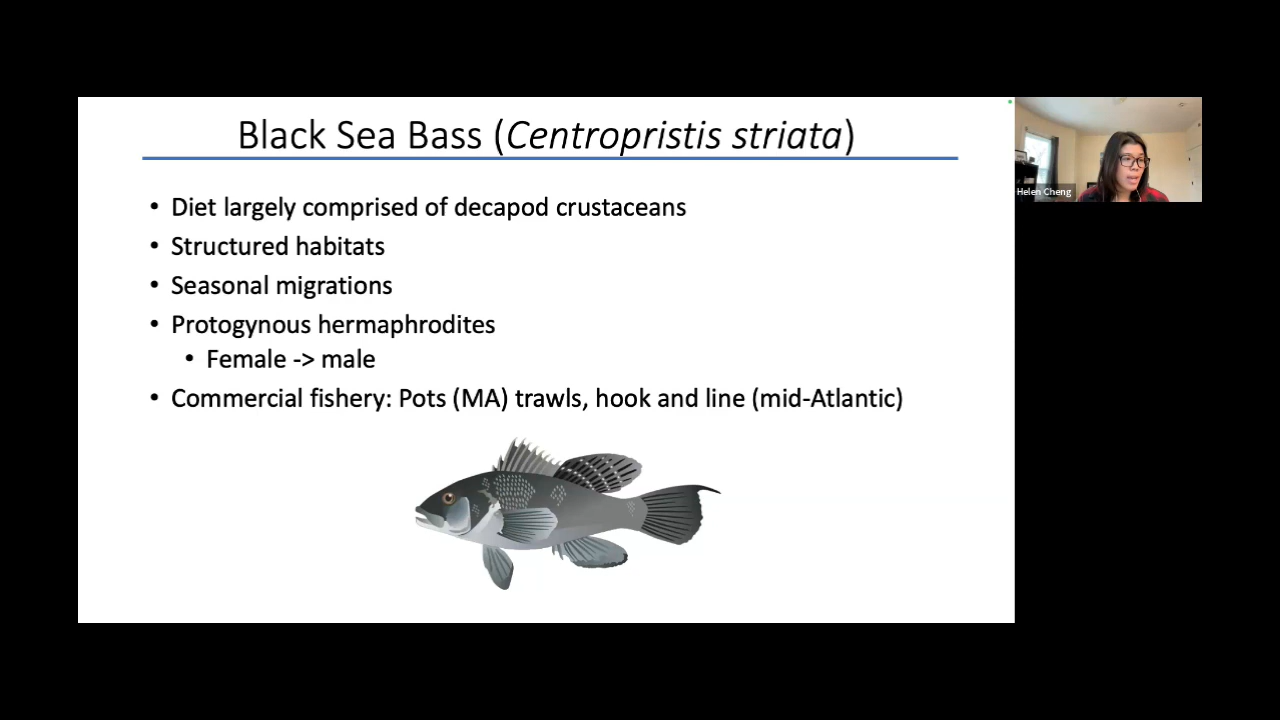 Black Sea Bass (Centropristis striata)
• Diet largely comprised of decapod crustaceans
• Structured habitats
• Seasonal migrations
• Protogynous hermaphrodites
• Female -> male
• Commercial fishery: Pots (MA) trawls, hook and line (mid-Atlantic)
Helen Cheng